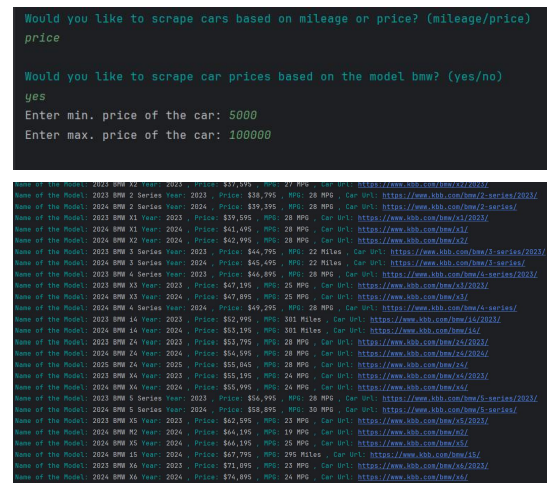 Would you like to scrape cars based on mileage or price? (mileage/price)
price
Would you like to scrape car prices based on the model bmw? (yes/no)
yes
Enter min. price of the car: 5000
Enter max. price of the car: 100000
Name of the Model: 2023 BMW X2 Year: 2023 , Price: $37,595 , MPG: 27 MPG , Car Url: https://www.kbb.com/bmw/x2/2023/
Name of the Model: 2023 BMW 2 Series Year: 2023 , Price: $38,795 , MPG: 28 MPG , Car Url: https://www.kbb.com/bmw/2-series/2023/
Name of the Model: 2024 BMW 2 Series Year: 2024 , Price: $39,395 , MPG: 28 MPG , Car Url: https://www.kbb.com/bmw/2-series/
Name of the Model: 2023 BMW X1 Year: 2023 , Price: $39,595 , MPG: 28 MPG , Car Url: https://www.kbb.com/bmw/x1/2023/
Name of the Model: 2024 BMW X1 Year: 2024 , Price: $41,495 , MPG: 28 MPG , Car Url: https://www.kbb.com/bmw/x1/
Name of the Model: 2024 BMW X2 Year: 2024 , Price: $42,995 , MPG: 28 MPG , Car Url: https://www.kbb.com/bmw/x2/
Name of the Model: 2023 BMW 3 Series Year: 2023 , Price: $44,795 , MPG: 22 Miles , Car Url: https://www.kbb.com/bmw/3-series/2023/
Name of the Model: 2024 BMW 3 Series Year: 2024 , Price: $45,495 , MPG: 22 Miles , Car Url: https://www.kbb.com/bmw/3-series/
Name of the Model: 2023 BMW 4 Series Year: 2023 , Price: $46,895 , MPG: 28 MPG , Car Url: https://www.kbb.com/bmw/4-series/2023/
Name of the Model: 2023 BMW X3 Year: 2023 , Price: $47,195 , MPG: 25 MPG , Car Url: https://www.kbb.com/bmw/x3/2023/
Name of the Model: 2024 BMW X3 Year: 2024 , Price: $47,895 , MPG: 25 MPG , Car Url: https://www.kbb.com/bmw/x3/
Name of the Model: 2024 BMW 4 Series Year: 2024 , Price: $49,295 , MPG: 28 MPG , Car Url: https://www.kbb.com/bmw/4-series/
Name of the Model: 2023 BMW i4 Year: 2023 , Price: $52,995 , MPG: 301 MPG , Car Url: https://www.kbb.com/bmw/i4/2023/
Name of the Model: 2024 BMW i4 Year: 2024 , Price: $53,195 , MPG: 301 Miles , Car Url: https://www.kbb.com/bmw/i4/
Name of the Model: 2023 BMW Z4 Year: 2023 , Price: $53,795 , MPG: 28 MPG , Car Url: https://www.kbb.com/bmw/z4/2023/
Name of the Model: 2024 BMW Z4 Year: 2024 , Price: $54,595 , MPG: 28 MPG , Car Url: https://www.kbb.com/bmw/z4/2024/
Name of the Model: 2025 BMW Z4 Year: 2025 , Price: $55,045 , MPG: 28 MPG , Car Url: https://www.kbb.com/bmw/z4/
Name of the Model: 2023 BMW X4 Year: 2023 , Price: $55,195 , MPG: 24 MPG , Car Url: https://www.kbb.com/bmw/x4/2023/
Name of the Model: 2024 BMW X4 Year: 2024 , Price: $55,995 , MPG: 24 MPG , Car Url: https://www.kbb.com/bmw/x4/
Name of the Model: 2023 BMW 5 Series Year: 2023 , Price: $56,995 , MPG: 28 MPG , Car Url: https://www.kbb.com/bmw/5-series/2023/
Name of the Model: 2024 BMW 5 Series Year: 2024 , Price: $58,895 , MPG: 30 MPG , Car Url: https://www.kbb.com/bmw/5-series/
Name of the Model: 2023 BMW X5 Year: 2023 , Price: $62,595 , MPG: 23 MPG , Car Url: https://www.kbb.com/bmw/x5/2023/
Name of the Model: 2024 BMW M2 Year: 2024 , Price: $64,195 , MPG: 19 MPG , Car Url: https://www.kbb.com/bmw/m2/
Name of the Model: 2024 BMW X5 Year: 2024 , Price: $66,195 , MPG: 25 MPG , Car Url: https://www.kbb.com/bmw/x5/
Name of the Model: 2024 BMW i5 Year: 2024 , Price: $67,795 , MPG: 295 Miles , Car Url: https://www.kbb.com/bmw/i5/
Name of the Model: 2023 BMW X6 Year: 2023 , Price: $71,095 , MPG: 23 MPG , Car Url: https://www.kbb.com/bmw/x6/2023/
Name of the Model: 2024 BMW X6 Year: 2024 , Price: $74,895 , MPG: 24 MPG , Car Url: https://www.kbb.com/bmw/x6/